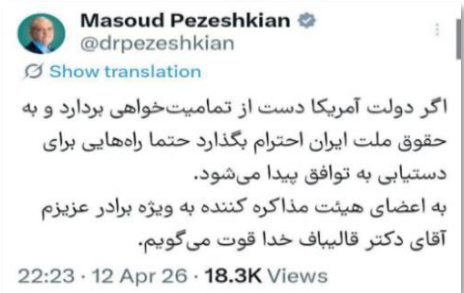 Masoud Pezeshkian
@drpezeshkian
Show translation
اگر دولت آمریکا دست از تمامیت‌خواهی بردارد و به
حقوق ملت ایران احترام بگذارد حتما راه‌هایی برای
دستیابی به توافق پیدا می‌شود.
به اعضای هیئت مذاکره کننده به ویژه برادر عزیزم
آقای دکتر قالیباف خدا قوت می‌گویم.
22:23 · 12 Apr 26 · 18.3K Views